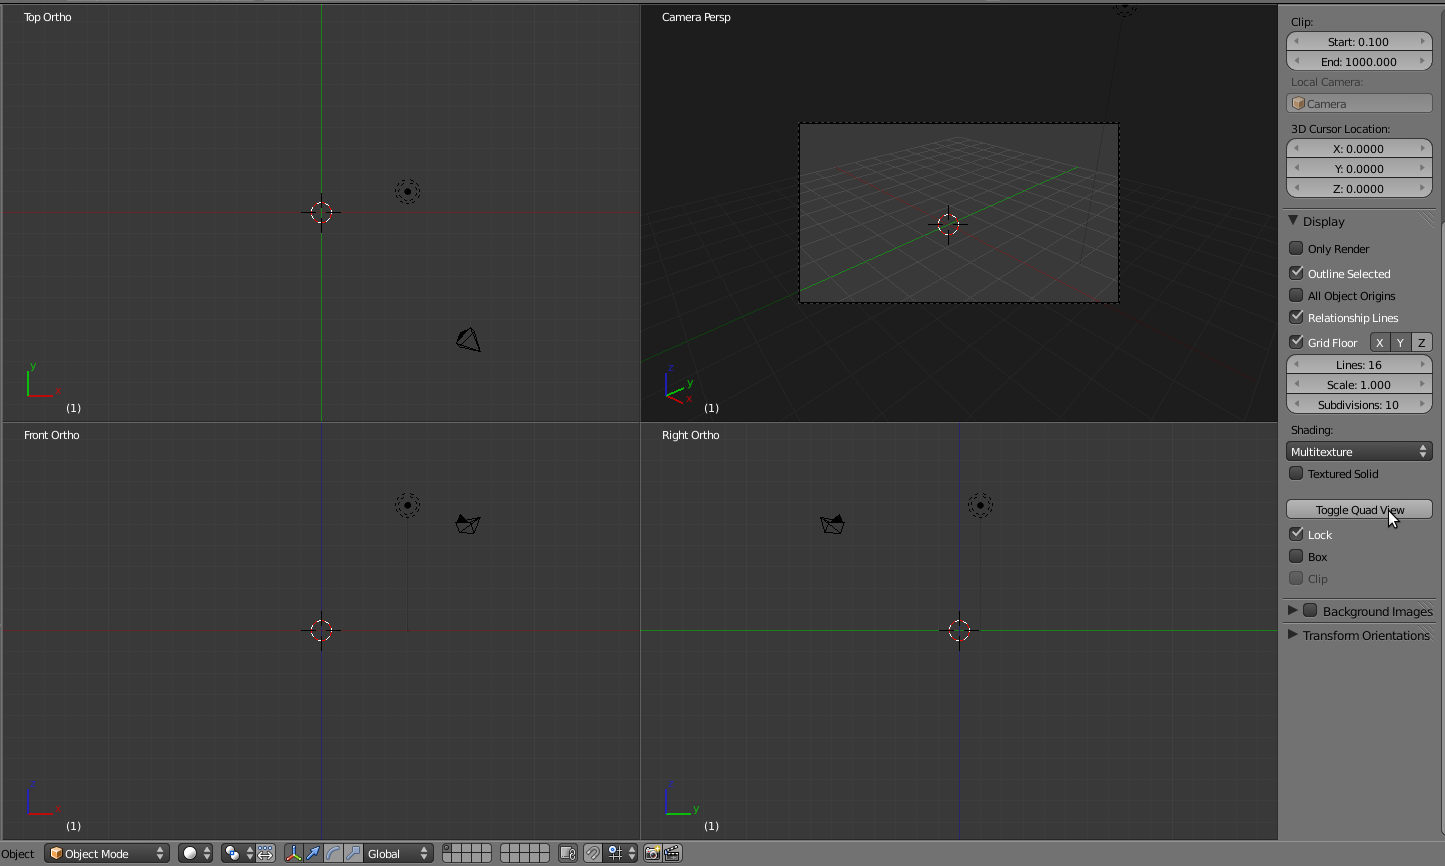 Top Ortho
y
x
(1)
Camera Persp
z
y
x
(1)
Front Ortho
z
x
(1)
Right Ortho
z
y
(1)
Clip:
Start: 0.100
End: 1000.000
Local Camera:
Camera
3D Cursor Location:
X: 0.0000
Y: 0.0000
Z: 0.0000
Display
Only Render
Outline Selected
All Object Origins
Relationship Lines
Grid Floor X Y Z
Lines: 16
Scale: 1.000
Subdivisions: 10
Shading:
Multitexture
Textured Solid
Toggle Quad View
Lock
Box
Clip
Background Images
Transform Orientations
Object Object Mode Global